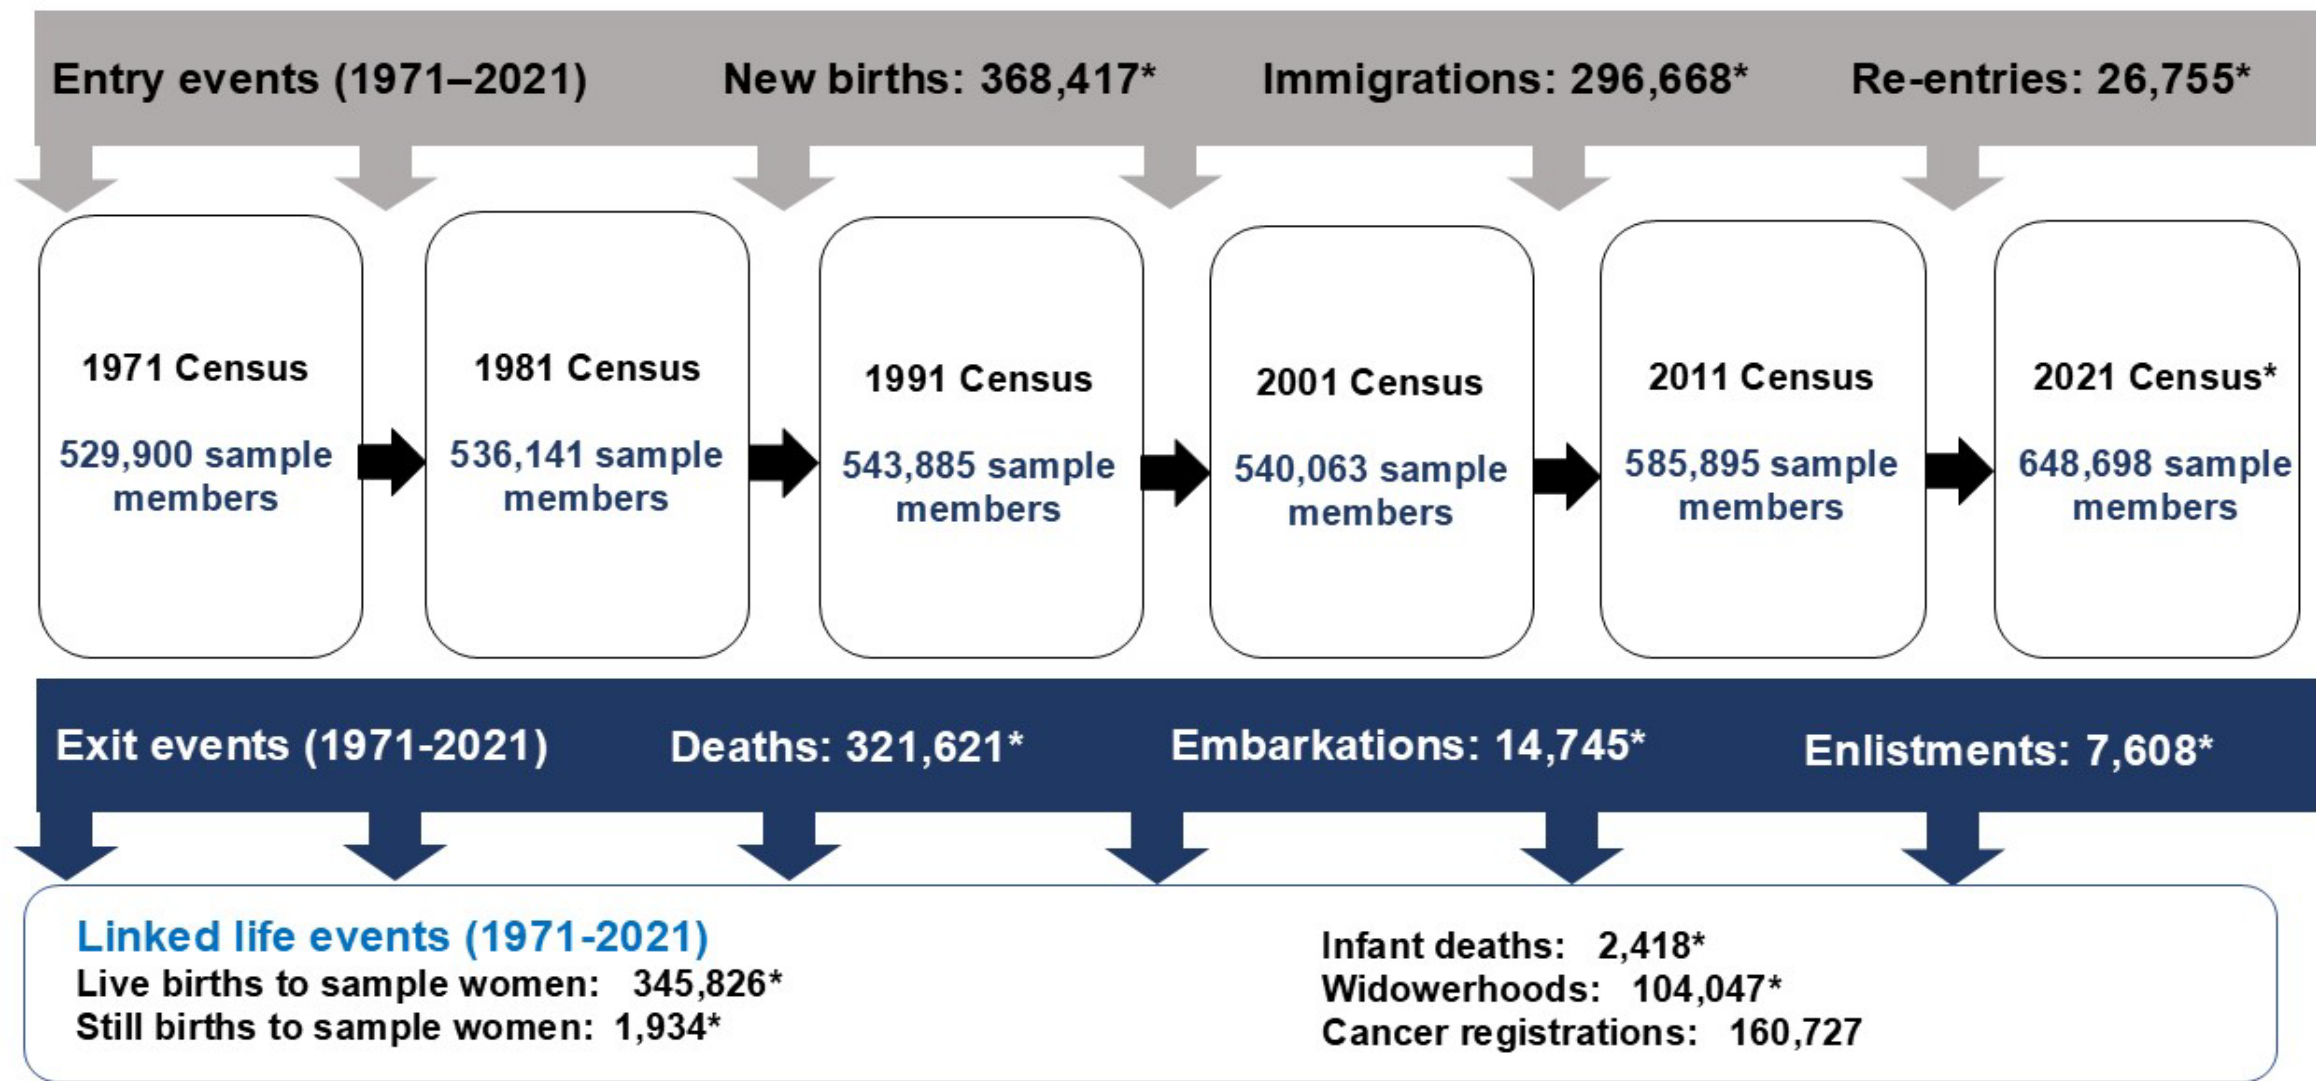 Entry events (1971–2021) New births: 368,417* Immigrations: 296,668* Re-entries: 26,755*
1971 Census
529,900 sample
members
1981 Census
536,141 sample
members
1991 Census
543,885 sample
members
2001 Census
540,063 sample
members
2011 Census
585,895 sample
members
2021 Census*
648,698 sample
members
Exit events (1971-2021) Deaths: 321,621* Embarkations: 14,745* Enlistments: 7,608*
Linked life events (1971-2021)
Live births to sample women: 345,826*
Still births to sample women: 1,934*
Infant deaths: 2,418*
Widowerhoods: 104,047*
Cancer registrations: 160,727